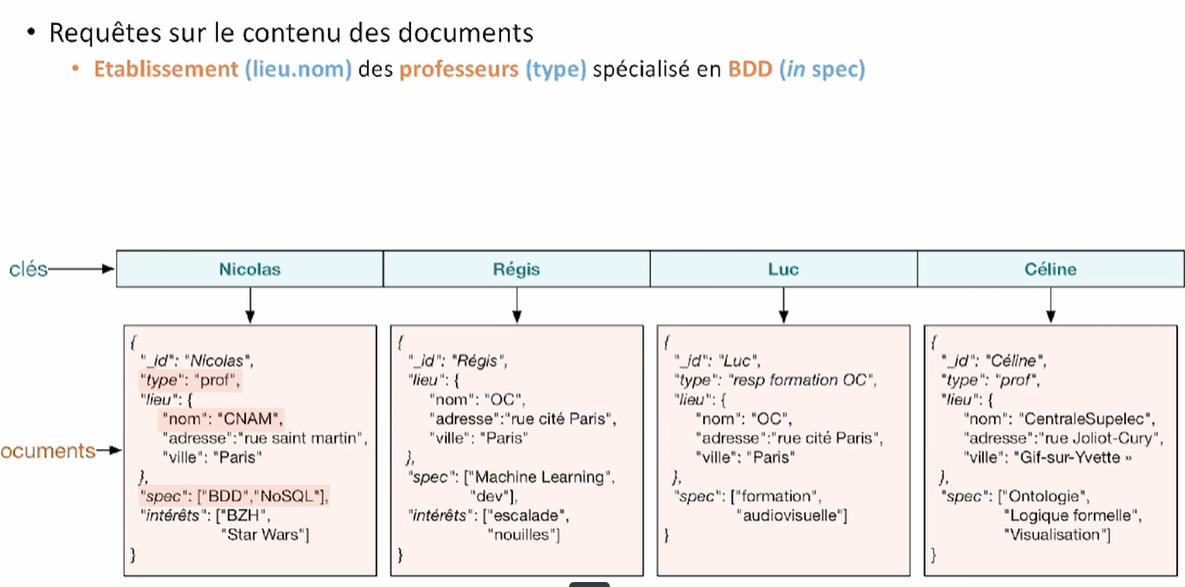 • Requêtes sur le contenu des documents
• Etablissement (lieu.nom) des professeurs (type) spécialisé en BDD (in spec)
clés
Nicolas
Régis
Luc
Céline
ocuments
{
"_id": "Nicolas",
"type": "prof",
"lieu": {
"nom": "CNAM",
"adresse":"rue saint martin",
"ville": "Paris"
},
"spec": ["BDD","NoSQL"],
"intérêts": ["BZH",
"Star Wars"]
}
{
"_id": "Régis",
"lieu": {
"nom": "OC",
"adresse":"rue cité Paris",
"ville": "Paris"
},
"spec": ["Machine Learning",
"dev"],
"intérêts": ["escalade",
"nouilles"]
}
{
"_id": "Luc",
"type": "resp formation OC",
"lieu": {
"nom": "OC",
"adresse":"rue cité Paris",
"ville": "Paris"
},
"spec": ["formation",
"audiovisuelle"]
}
{
"_id": "Céline",
"type": "prof",
"lieu": {
"nom": "CentraleSupelec",
"adresse":"rue Joliot-Cury",
"ville": "Gif-sur-Yvette »
},
"spec": ["Ontologie",
"Logique formelle",
"Visualisation"]
}